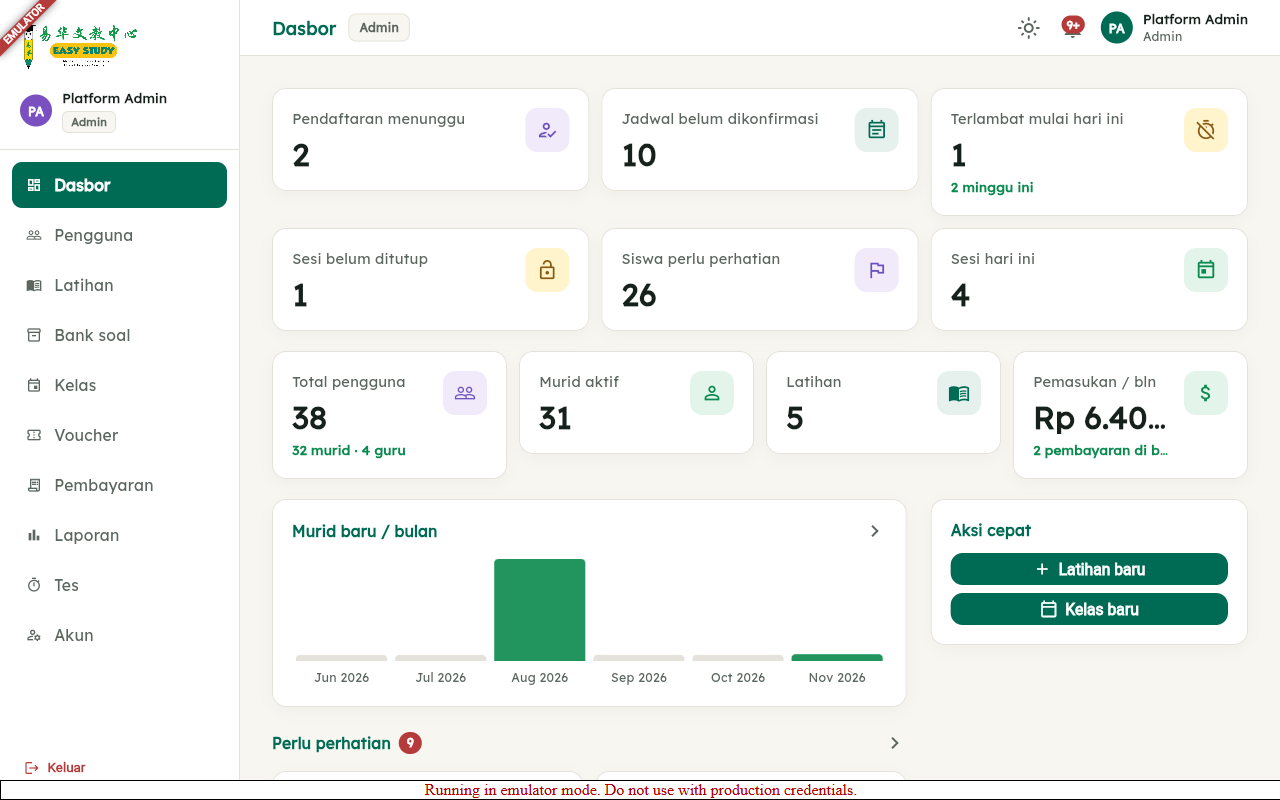 EMULATOR
易华文教中心
EASY STUDY
PA
Platform Admin
Admin
Dasbor
Pengguna
Latihan
Bank soal
Kelas
Voucher
Pembayaran
Laporan
Tes
Akun
Keluar
Dasbor
Admin
9+
PA
Platform Admin
Admin
Pendaftaran menunggu
2
Jadwal belum dikonfirmasi
10
Terlambat mulai hari ini
1
2 minggu ini
Sesi belum ditutup
1
Siswa perlu perhatian
26
Sesi hari ini
4
Total pengguna
38
32 murid · 4 guru
Murid aktif
31
Latihan
5
Pemasukan / bln
Rp 6.40...
2 pembayaran di b...
Murid baru / bulan
Jun 2026
Jul 2026
Aug 2026
Sep 2026
Oct 2026
Nov 2026
Aksi cepat
Latihan baru
Kelas baru
Perlu perhatian
9
Running in emulator mode. Do not use with production credentials.